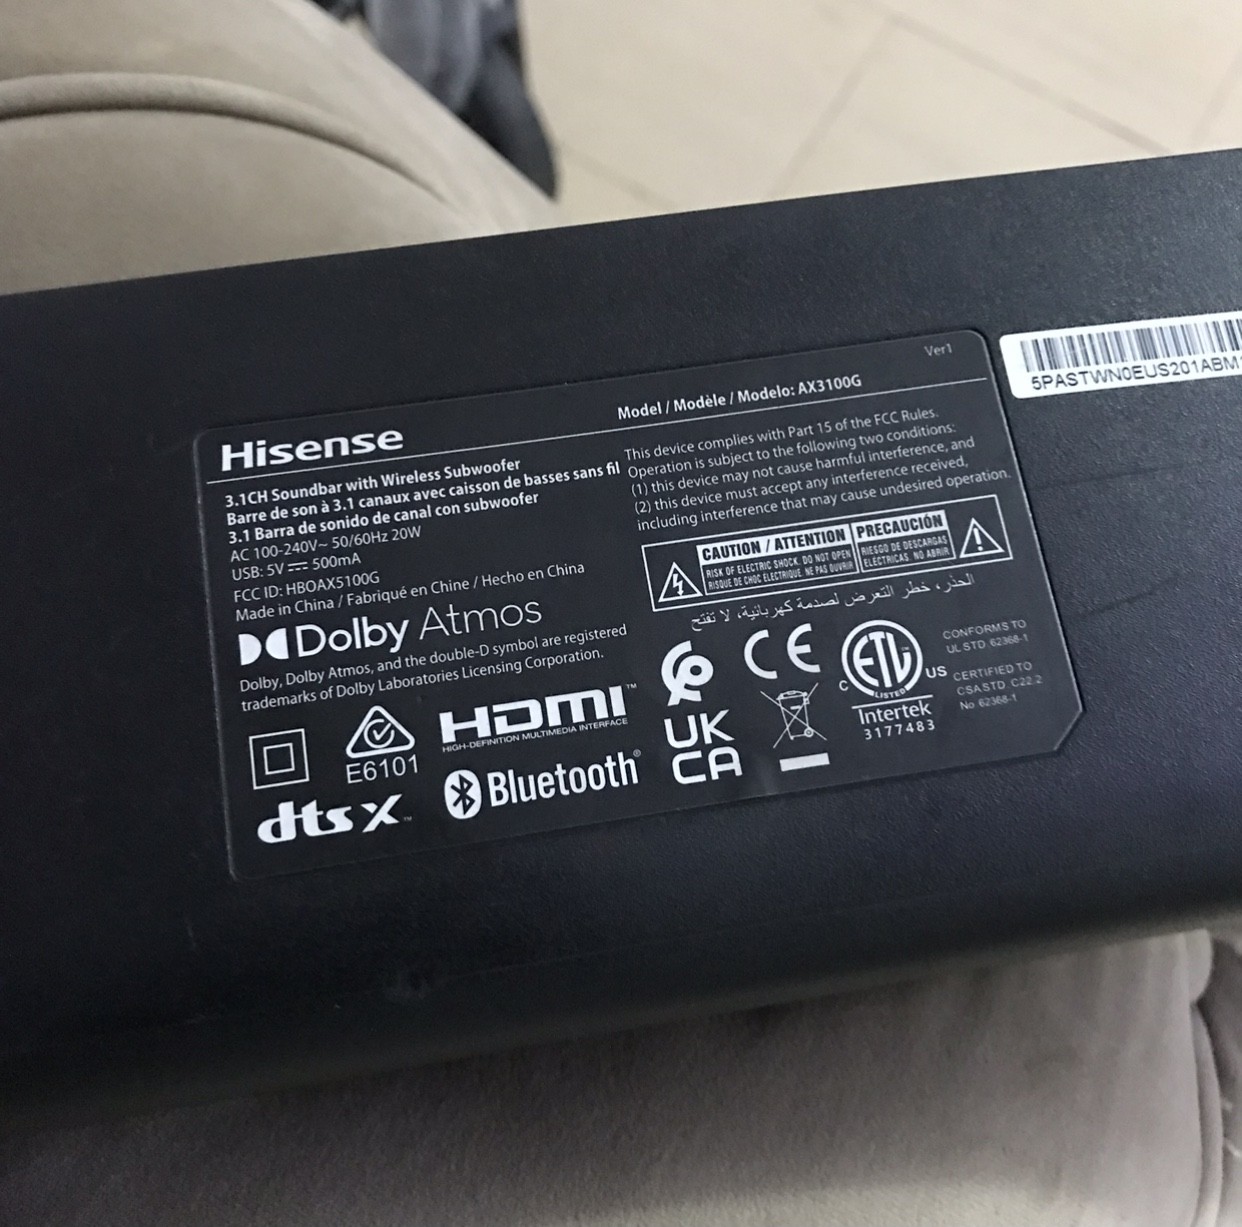 Ver1
Hisense
Model / Modèle / Modelo: AX3100G
3.1CH Soundbar with Wireless Subwoofer
Barre de son à 3.1 canaux avec caisson de basses sans fil
3.1 Barra de sonido de canal con subwoofer
AC 100-240V~ 50/60Hz 20W
USB: 5V ⎓ 500mA
FCC ID: HBOAX5100G
Made in China / Fabriqué en Chine / Hecho en China
Dolby Atmos
Dolby, Dolby Atmos, and the double-D symbol are registered
trademarks of Dolby Laboratories Licensing Corporation.
E6101
HDMI™
HIGH-DEFINITION MULTIMEDIA INTERFACE
dts X™
Bluetooth®
This device complies with Part 15 of the FCC Rules.
Operation is subject to the following two conditions:
(1) this device may not cause harmful interference, and
(2) this device must accept any interference received,
including interference that may cause undesired operation.
CAUTION / ATTENTION
RISK OF ELECTRIC SHOCK. DO NOT OPEN
RISQUE DE CHOC ELECTRIQUE. NE PAS OUVRIR
PRECAUCIÓN
RIESGO DE DESCARGAS
ELÉCTRICAS. NO ABRIR
الحذر، خطر التعرض لصدمة كهربائية، لا تفتح
UK
CA
CE
ETL
LISTED
C US
Intertek
3177483
CONFORMS TO
UL STD. 62368-1
CERTIFIED TO
CSA STD. C22.2
No. 62368-1
5PASTWN0EUS201ABM